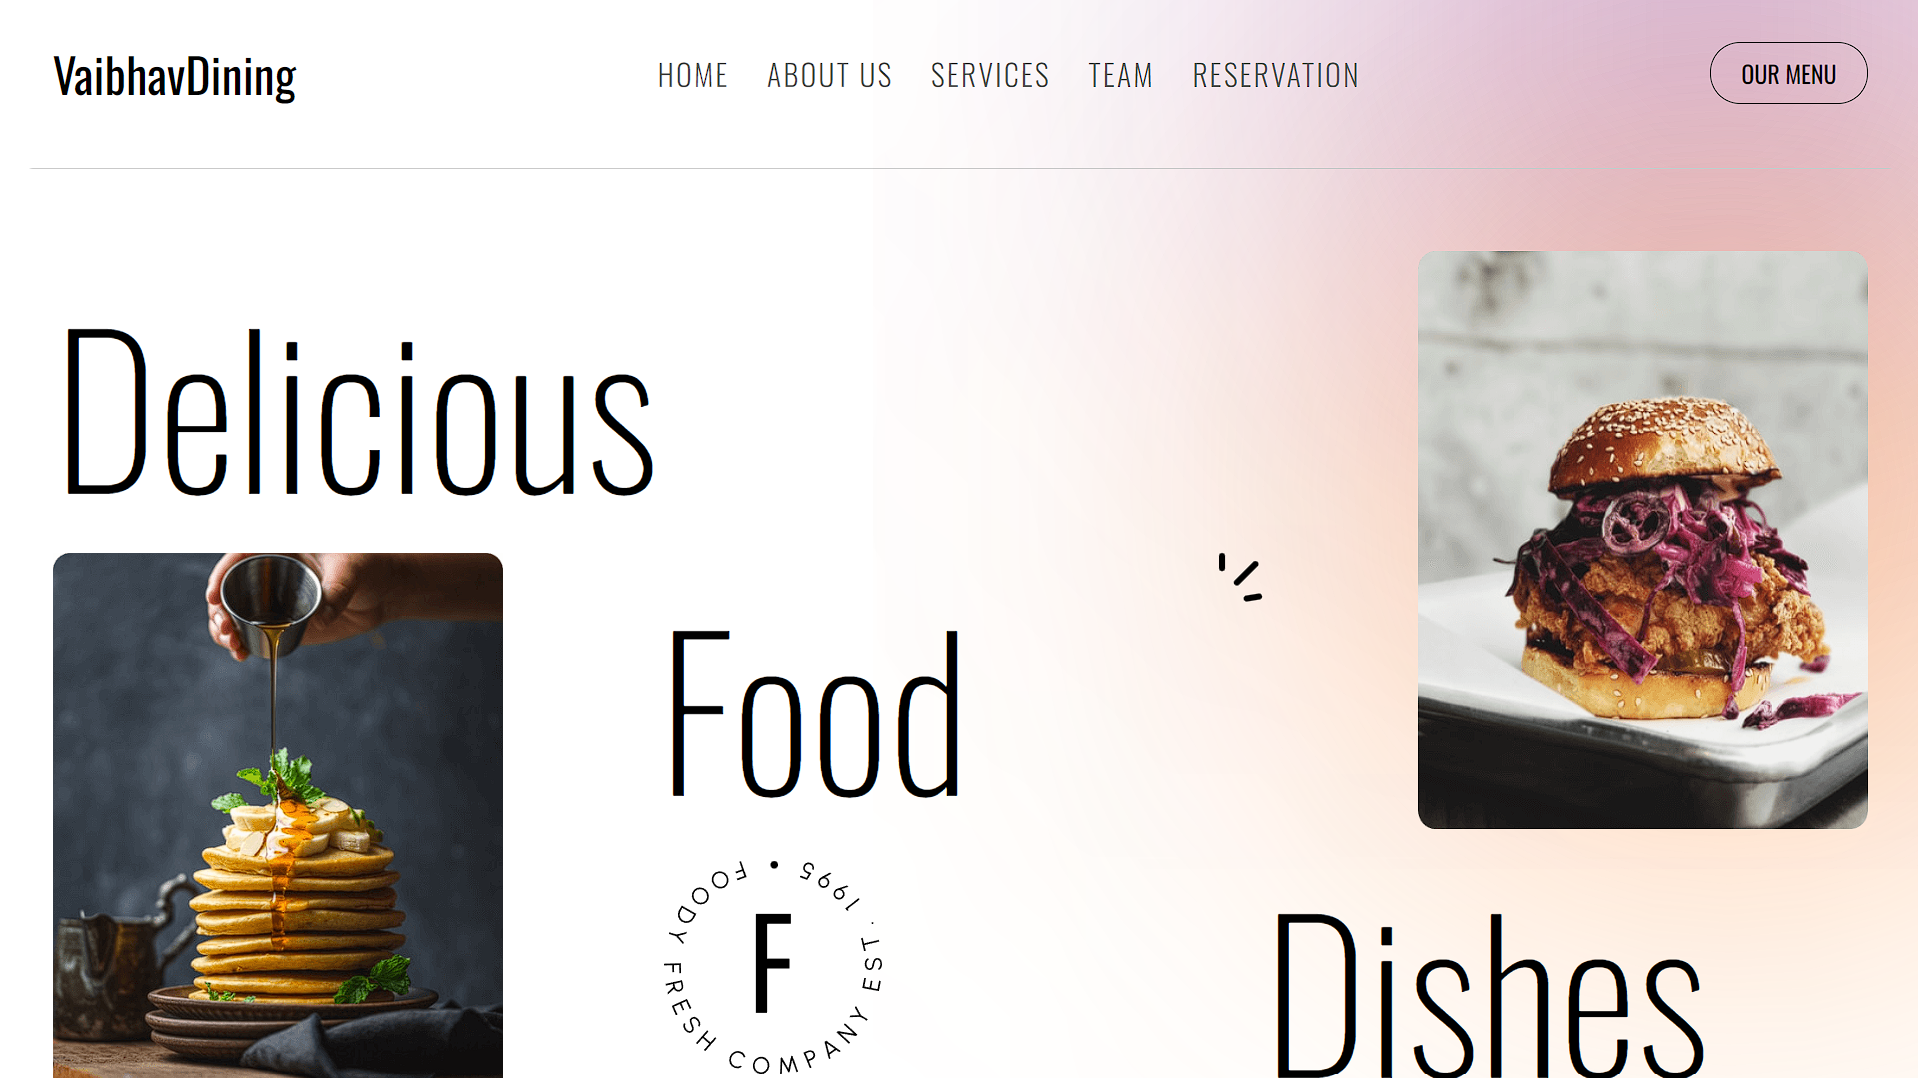 VaibhavDining
HOME
ABOUT US
SERVICES
TEAM
RESERVATION
OUR MENU
Delicious
Food
FOODY FRESH COMPANY EST. 1995 •
F
Dishes